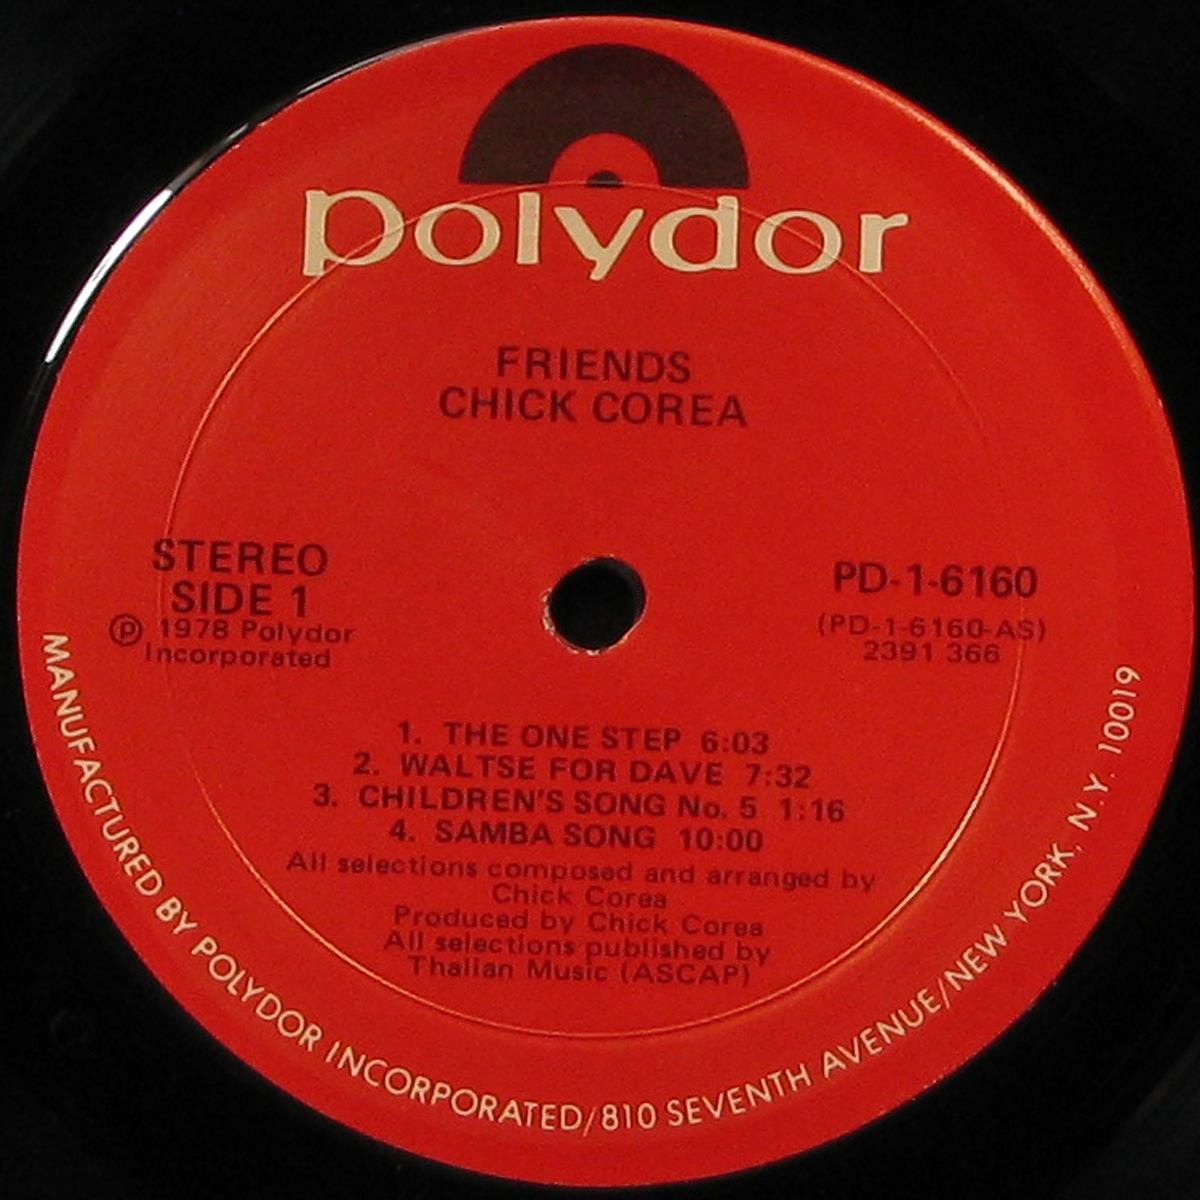 polydor
FRIENDS
CHICK COREA
STEREO
SIDE 1
℗ 1978 Polydor
Incorporated
PD-1-6160
(PD-1-6160-AS)
2391 366
1. THE ONE STEP 6:03
2. WALTSE FOR DAVE 7:32
3. CHILDREN'S SONG No. 5 1:16
4. SAMBA SONG 10:00
All selections composed and arranged by
Chick Corea
Produced by Chick Corea
All selections published by
Thalian Music (ASCAP)
MANUFACTURED BY POLYDOR INCORPORATED/810 SEVENTH AVENUE/NEW YORK, N.Y. 10019